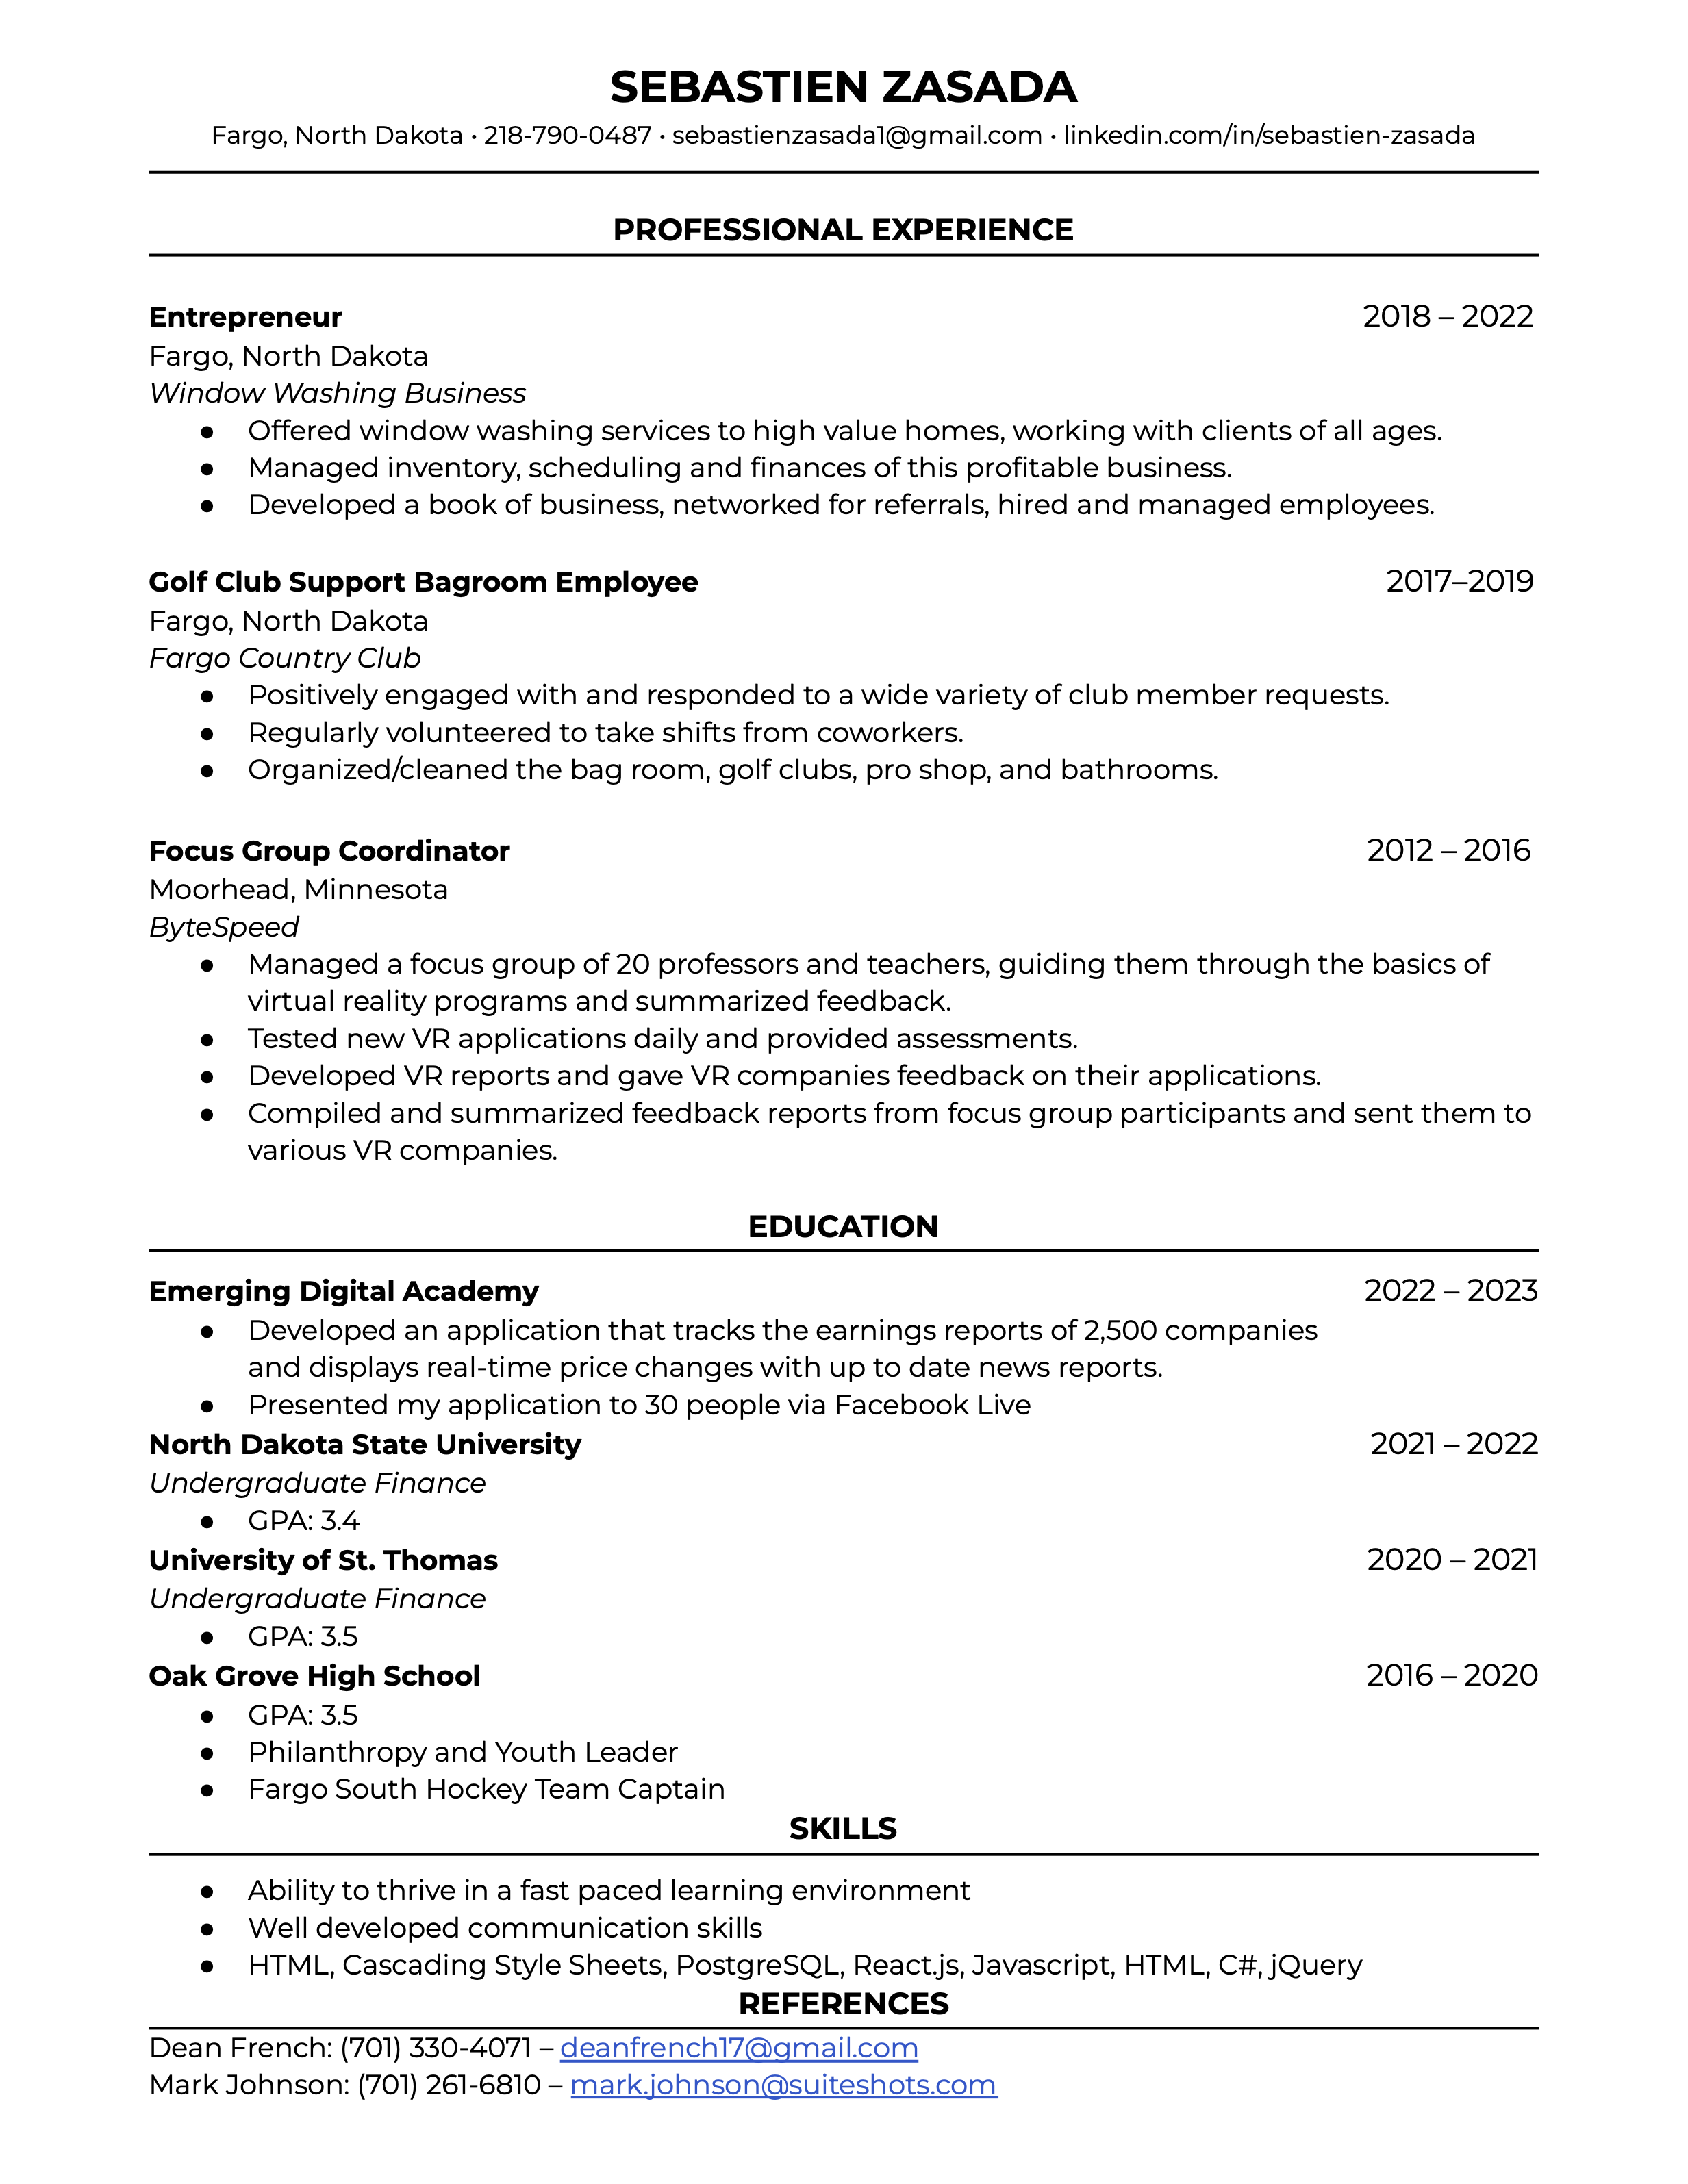 SEBASTIEN ZASADA
Fargo, North Dakota • 218-790-0487 • sebastienzasada1@gmail.com • linkedin.com/in/sebastien-zasada
PROFESSIONAL EXPERIENCE
Entrepreneur 2018 – 2022
Fargo, North Dakota
Window Washing Business
● Offered window washing services to high value homes, working with clients of all ages.
● Managed inventory, scheduling and finances of this profitable business.
● Developed a book of business, networked for referrals, hired and managed employees.
Golf Club Support Bagroom Employee 2017–2019
Fargo, North Dakota
Fargo Country Club
● Positively engaged with and responded to a wide variety of club member requests.
● Regularly volunteered to take shifts from coworkers.
● Organized/cleaned the bag room, golf clubs, pro shop, and bathrooms.
Focus Group Coordinator 2012 – 2016
Moorhead, Minnesota
ByteSpeed
● Managed a focus group of 20 professors and teachers, guiding them through the basics of
virtual reality programs and summarized feedback.
● Tested new VR applications daily and provided assessments.
● Developed VR reports and gave VR companies feedback on their applications.
● Compiled and summarized feedback reports from focus group participants and sent them to
various VR companies.
EDUCATION
Emerging Digital Academy 2022 – 2023
● Developed an application that tracks the earnings reports of 2,500 companies
and displays real-time price changes with up to date news reports.
● Presented my application to 30 people via Facebook Live
North Dakota State University 2021 – 2022
Undergraduate Finance
● GPA: 3.4
University of St. Thomas 2020 – 2021
Undergraduate Finance
● GPA: 3.5
Oak Grove High School 2016 – 2020
● GPA: 3.5
● Philanthropy and Youth Leader
● Fargo South Hockey Team Captain
SKILLS
● Ability to thrive in a fast paced learning environment
● Well developed communication skills
● HTML, Cascading Style Sheets, PostgreSQL, React.js, Javascript, HTML, C#, jQuery
REFERENCES
Dean French: (701) 330-4071 – deanfrench17@gmail.com
Mark Johnson: (701) 261-6810 – mark.johnson@suiteshots.com